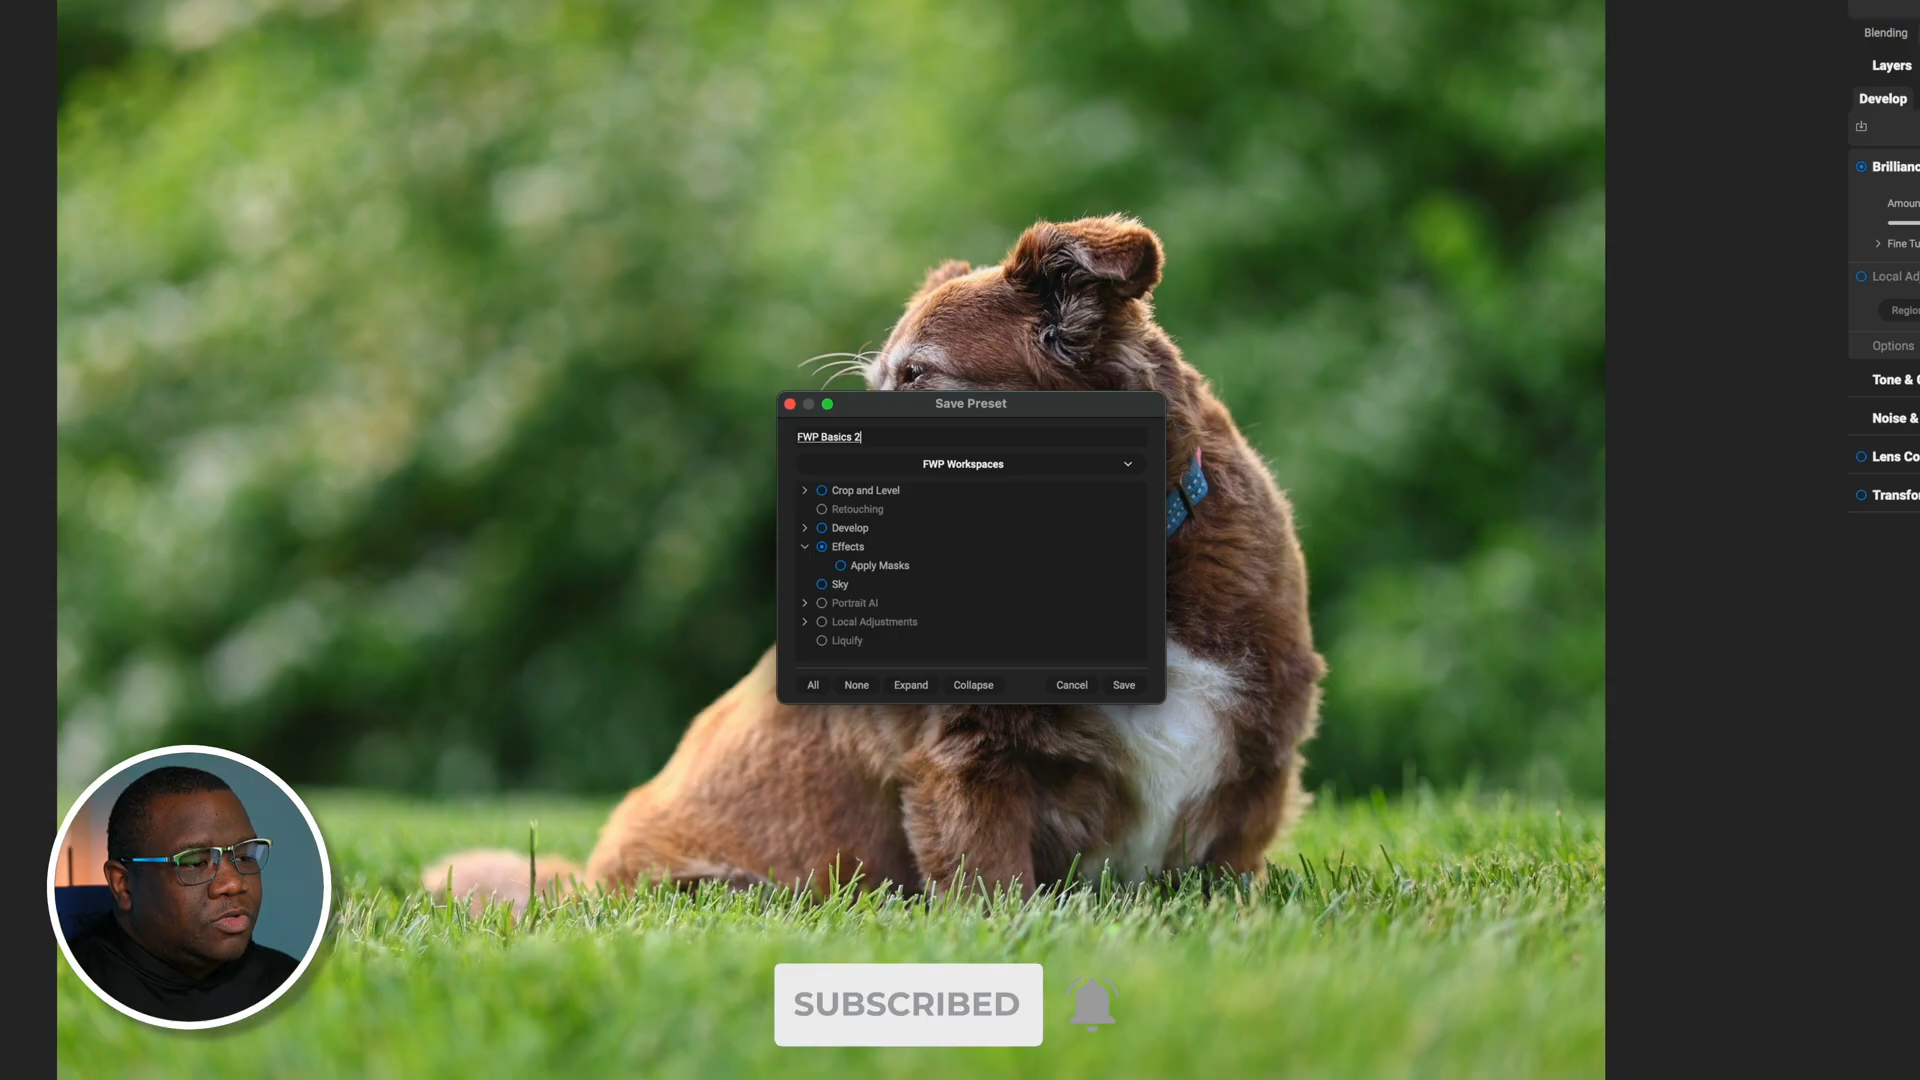 Blending
Layers
Develop
Brillianc
Amoun
Fine Tu
Local Ad
Region
Options
Tone & C
Noise &
Lens Co
Transfo
Save Preset
FWP Basics 2
FWP Workspaces
Crop and Level
Retouching
Develop
Effects
Apply Masks
Sky
Portrait AI
Local Adjustments
Liquify
All None Expand Collapse Cancel Save
SUBSCRIBED